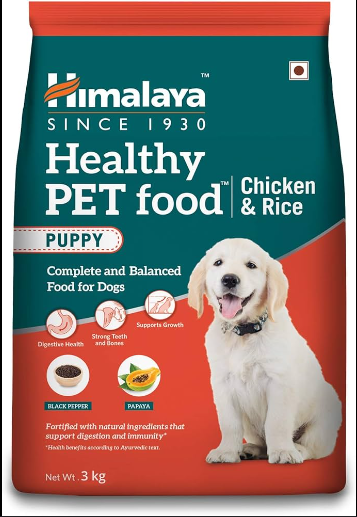 Himalaya™
SINCE 1930
Healthy
PET food™
Chicken
& Rice
PUPPY
Complete and Balanced
Food for Dogs
Digestive Health
Strong Teeth
and Bones
Supports Growth
BLACK PEPPER
PAPAYA
Fortified with natural ingredients that
support digestion and immunity*
*Health benefits according to Ayurvedic text.
Net Wt. 3 kg